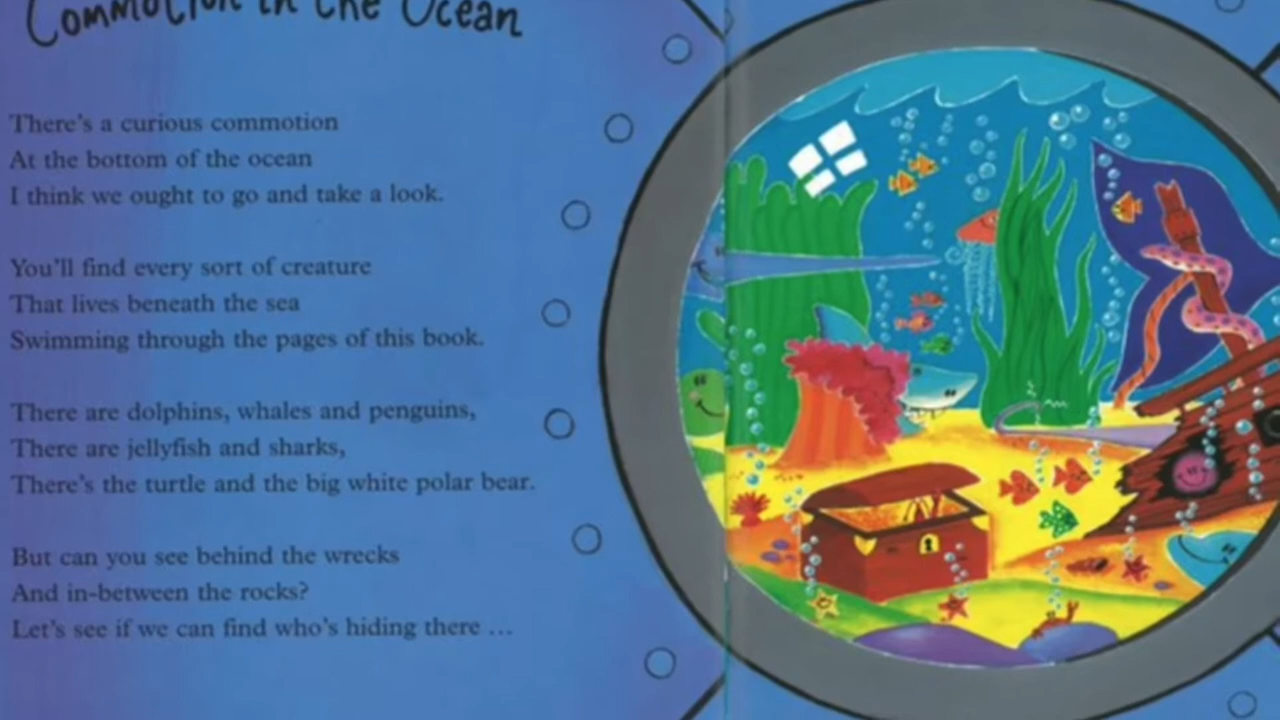 Commotion in the Ocean
There's a curious commotion
At the bottom of the ocean
I think we ought to go and take a look.
You'll find every sort of creature
That lives beneath the sea
Swimming through the pages of this book.
There are dolphins, whales and penguins,
There are jellyfish and sharks,
There's the turtle and the big white polar bear.
But can you see behind the wrecks
And in-between the rocks?
Let's see if we can find who's hiding there ...